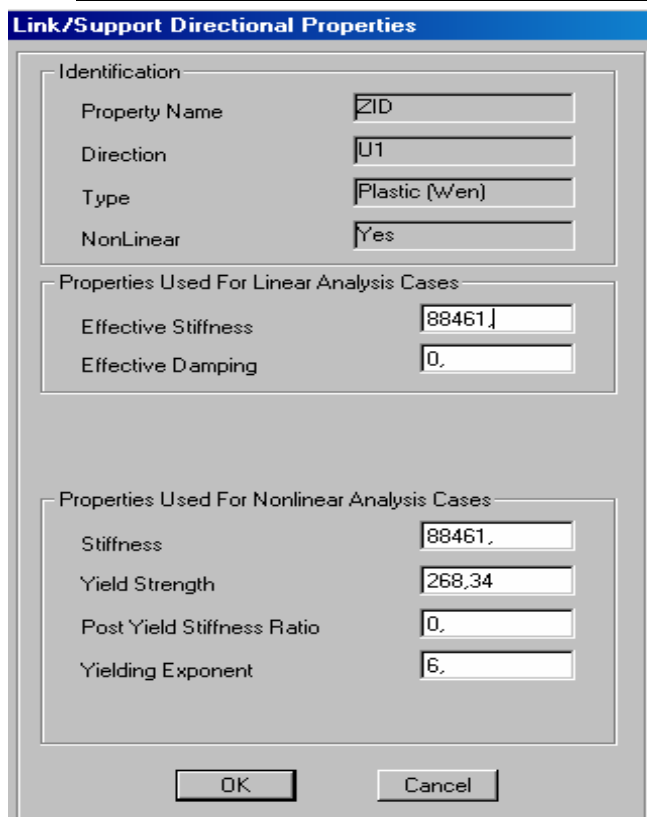 Link/Support Directional Properties
Identification
Property Name ZID
Direction U1
Type Plastic (Wen)
NonLinear Yes
Properties Used For Linear Analysis Cases
Effective Stiffness 88461,
Effective Damping 0,
Properties Used For Nonlinear Analysis Cases
Stiffness 88461,
Yield Strength 268,34
Post Yield Stiffness Ratio 0,
Yielding Exponent 6,
OK Cancel